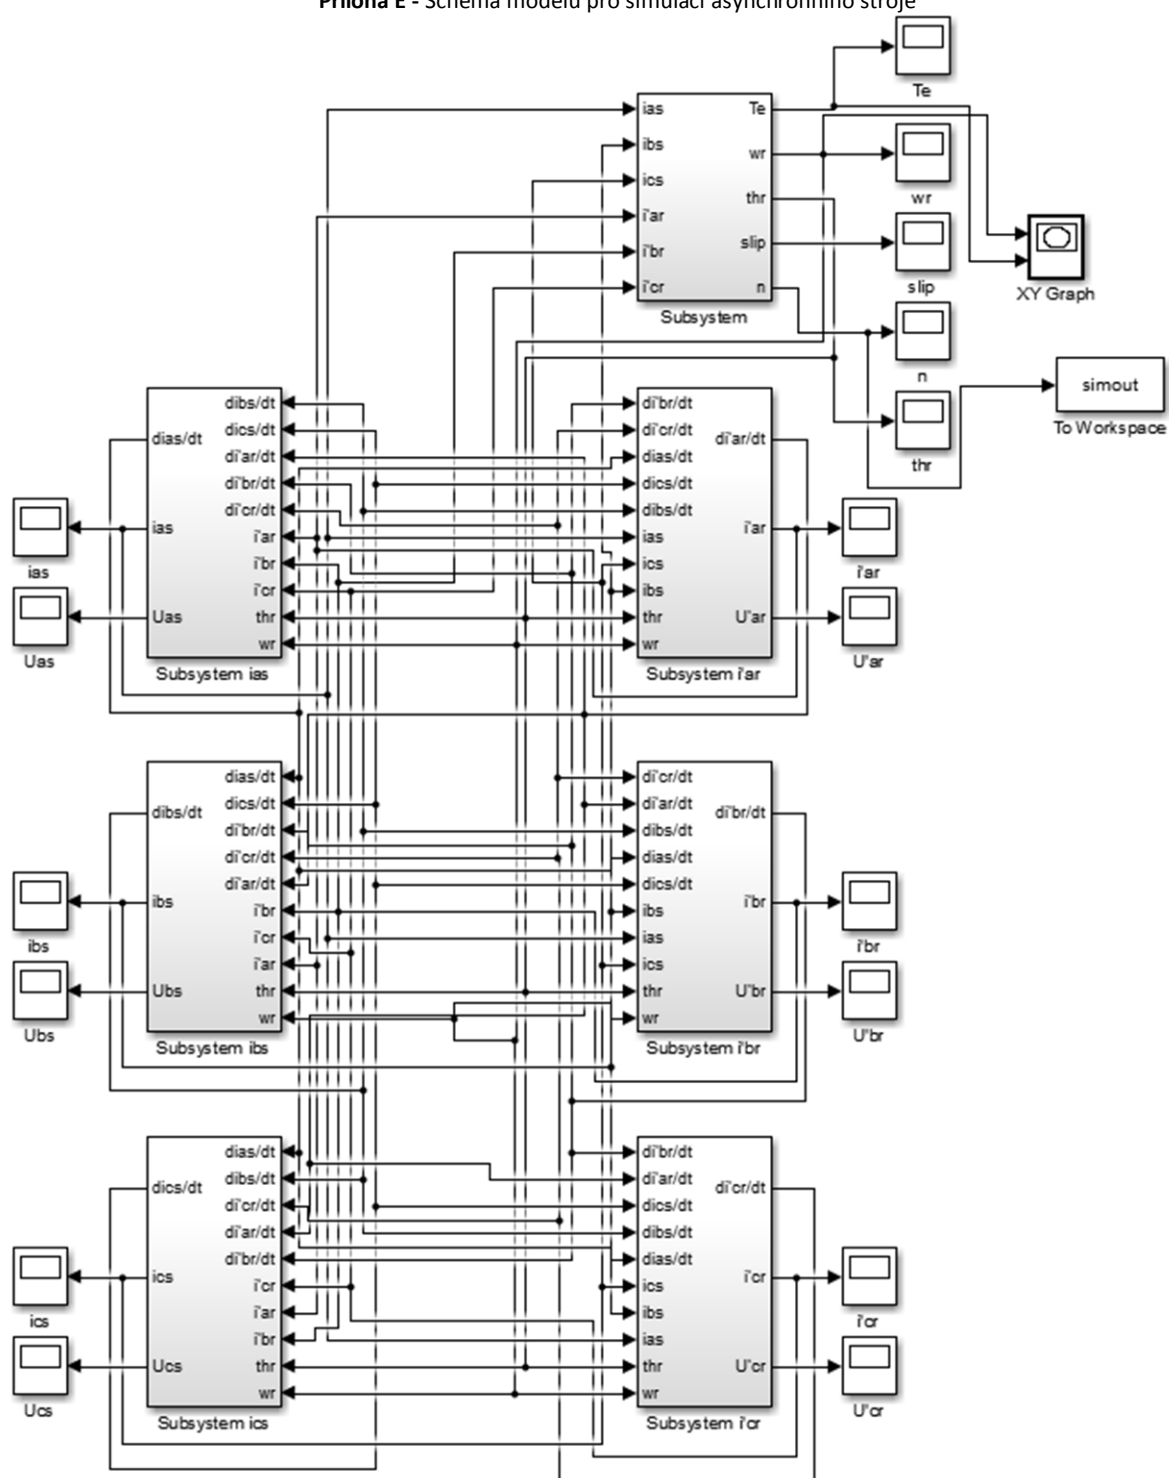 Příloha E - Schéma modelu pro simulaci asynchronního stroje
Te
ias
Te
ibs
wr
ics
wr
thr
i'ar
slip
i'br
slip
i'cr
n
XY Graph
Subsystem
n
simout
To Workspace
thr
dibs/dt
dics/dt
dias/dt
di'ar/dt
di'br/dt
di'cr/dt
ias
i'ar
i'br
i'cr
Uas
thr
wr
Subsystem ias
ias
Uas
di'br/dt
di'cr/dt
di'ar/dt
dias/dt
dics/dt
dibs/dt
ias
i'ar
ics
ibs
thr
U'ar
wr
Subsystem i'ar
i'ar
U'ar
dias/dt
dics/dt
dibs/dt
di'br/dt
di'cr/dt
di'ar/dt
ibs
i'br
i'cr
i'ar
Ubs
thr
wr
Subsystem ibs
ibs
Ubs
di'cr/dt
di'ar/dt
di'br/dt
dibs/dt
dias/dt
dics/dt
ibs
i'br
ias
ics
thr
U'br
wr
Subsystem i'br
i'br
U'br
dias/dt
dibs/dt
dics/dt
di'cr/dt
di'ar/dt
di'br/dt
ics
i'cr
i'ar
i'br
Ucs
thr
wr
Subsystem ics
ics
Ucs
di'br/dt
di'ar/dt
di'cr/dt
dics/dt
dibs/dt
dias/dt
ics
i'cr
ibs
ias
thr
U'cr
wr
Subsystem i'cr
i'cr
U'cr